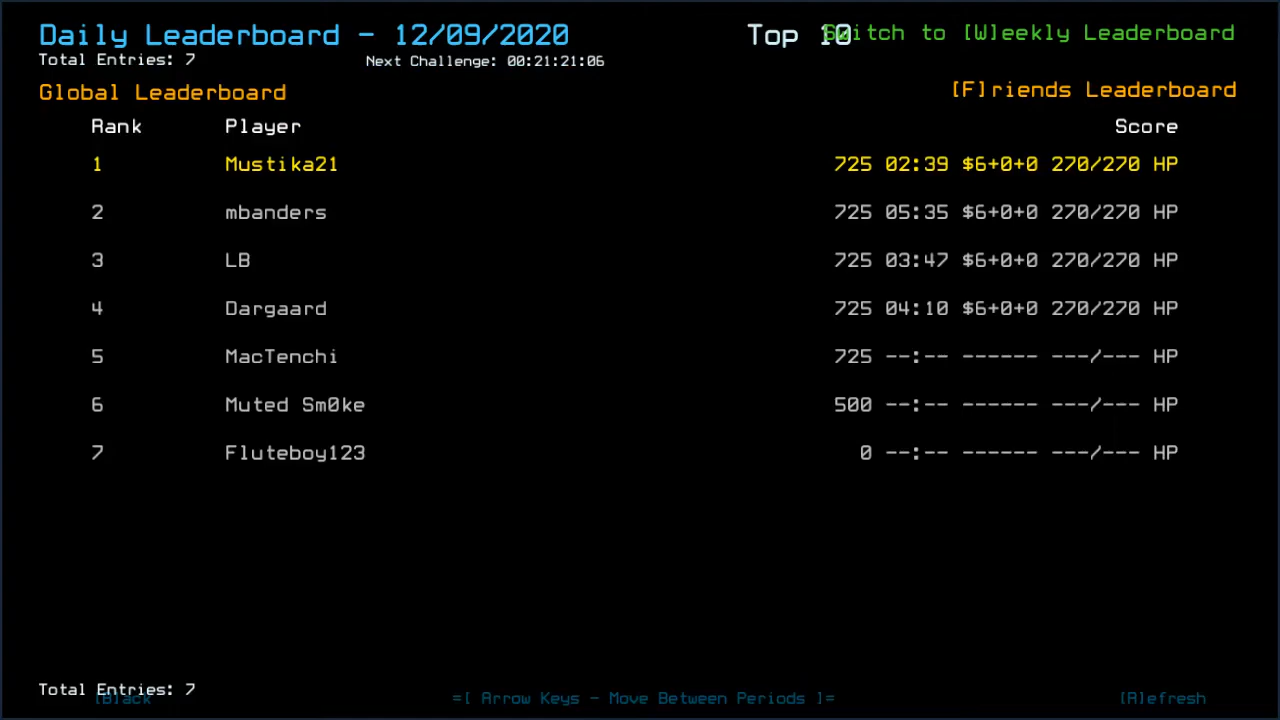 Daily Leaderboard - 12/09/2020 Top 10 Switch to [W]eekly Leaderboard
Total Entries: 7 Next Challenge: 00:21:21:06
Global Leaderboard [F]riends Leaderboard
Rank Player Score
1 Mustika21 725 02:39 $6+0+0 270/270 HP
2 mbanders 725 05:35 $6+0+0 270/270 HP
3 LB 725 03:47 $6+0+0 270/270 HP
4 Dargaard 725 04:10 $6+0+0 270/270 HP
5 MacTenchi 725 --:-- ------ ---/--- HP
6 Muted Sm0ke 500 --:-- ------ ---/--- HP
7 Fluteboy123 0 --:-- ------ ---/--- HP
Total Entries: 7
[B]ack =[ Arrow Keys - Move Between Periods ]= [R]efresh